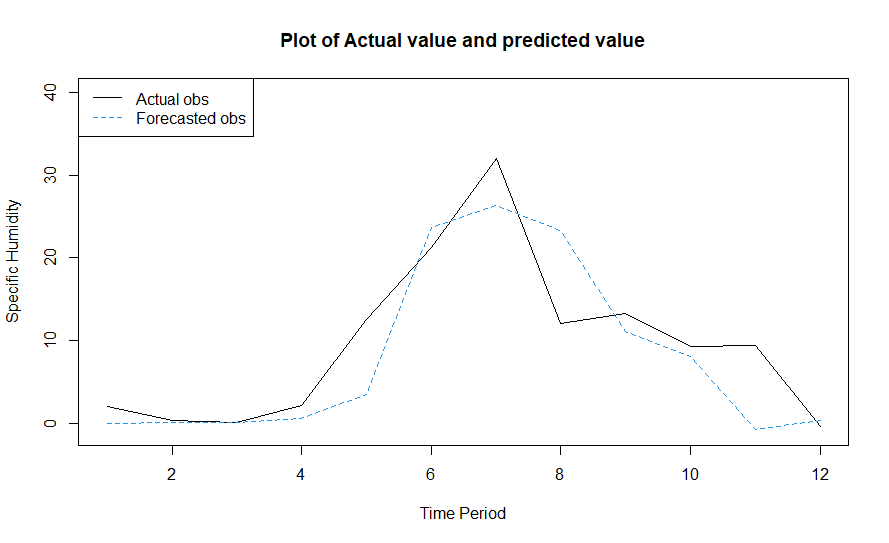 Plot of Actual value and predicted value
Actual obs
Forecasted obs
Specific Humidity
40
30
20
10
0
2 4 6 8 10 12
Time Period